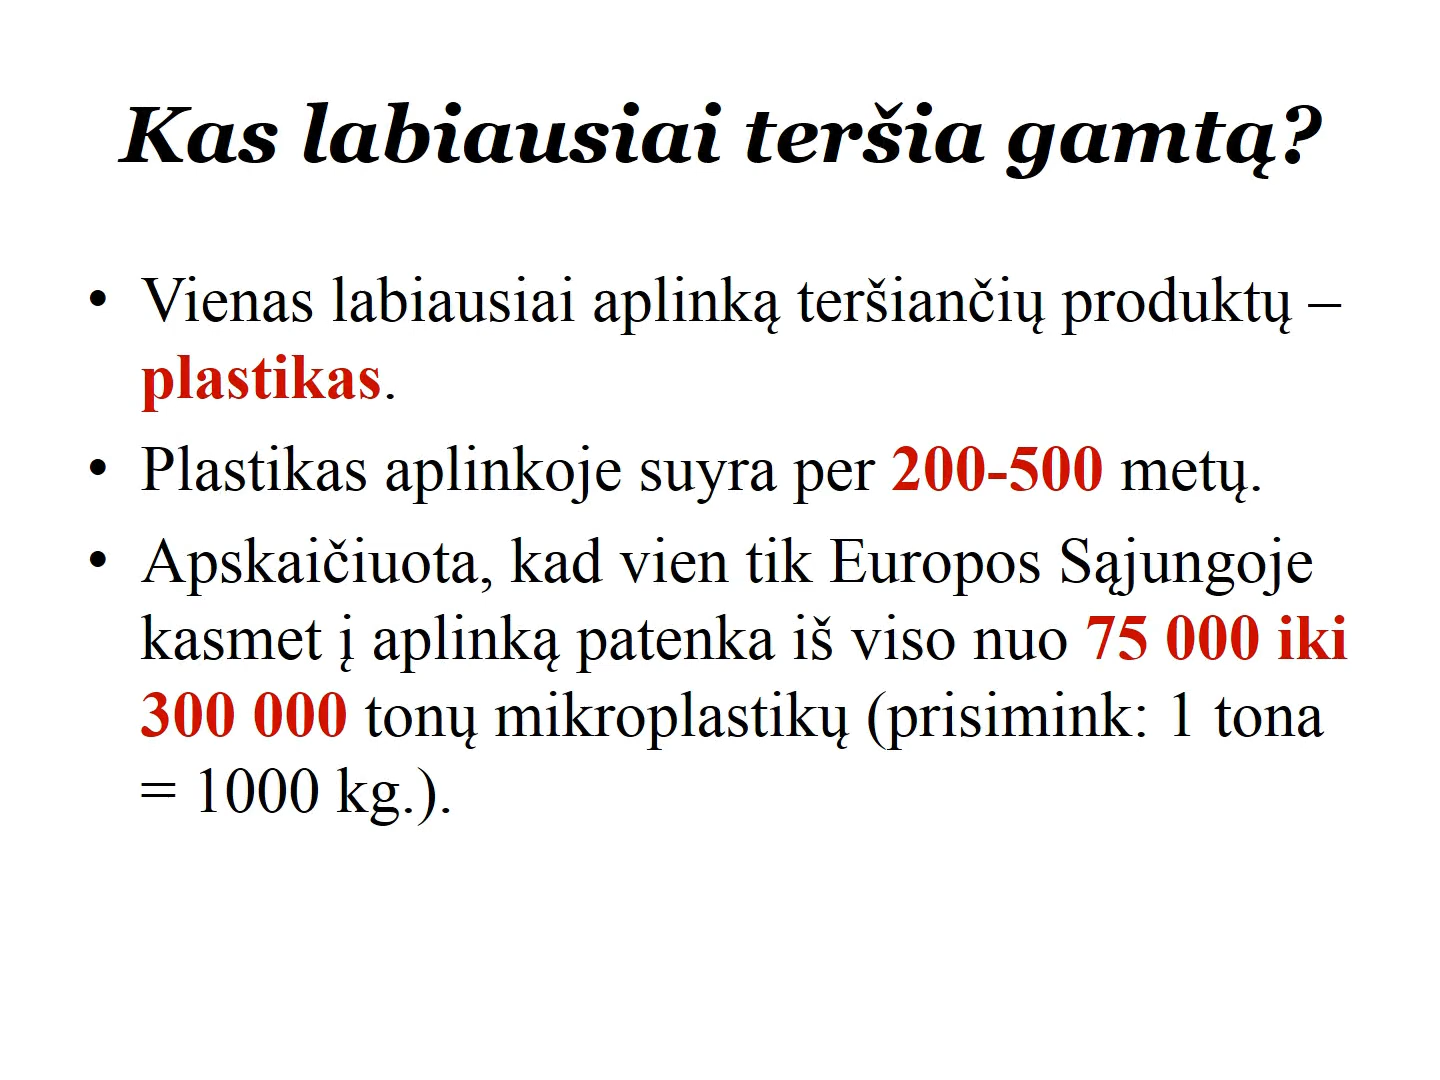 Kas labiausiai teršia gamtą?
• Vienas labiausiai aplinką teršiančių produktų –
plastikas.
• Plastikas aplinkoje suyra per 200-500 metų.
• Apskaičiuota, kad vien tik Europos Sąjungoje
kasmet į aplinką patenka iš viso nuo 75 000 iki
300 000 tonų mikroplastikų (prisimink: 1 tona
= 1000 kg.).